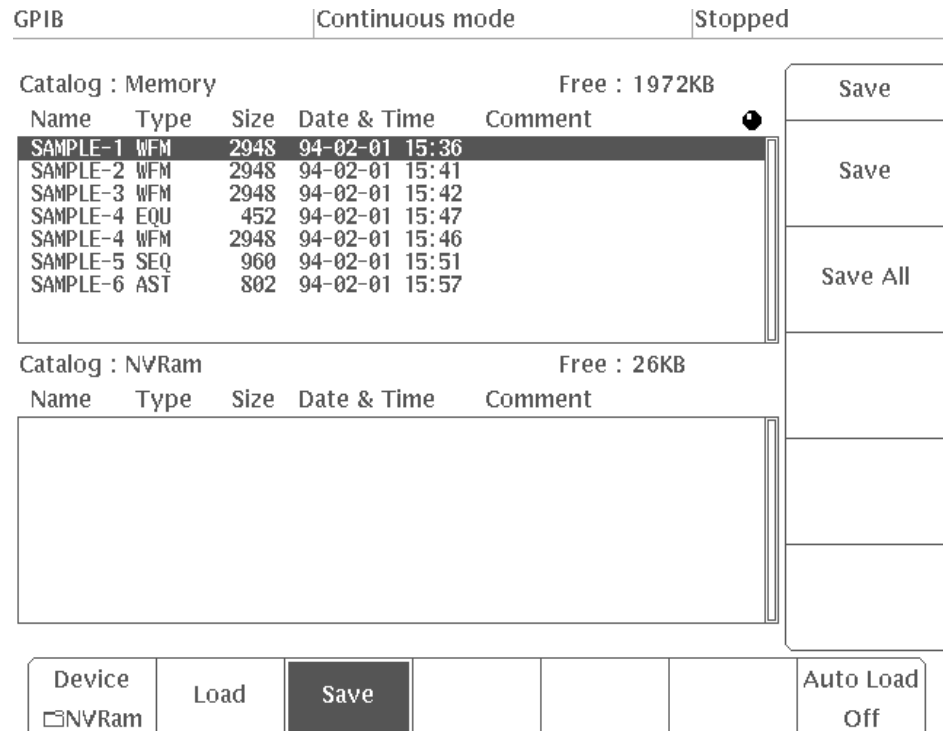 GPIB Continuous mode Stopped
Catalog : Memory Free : 1972KB
Name Type Size Date & Time Comment
SAMPLE-1 WFM 2948 94-02-01 15:36
SAMPLE-2 WFM 2948 94-02-01 15:41
SAMPLE-3 WFM 2948 94-02-01 15:42
SAMPLE-4 EQU 452 94-02-01 15:47
SAMPLE-4 WFM 2948 94-02-01 15:46
SAMPLE-5 SEQ 960 94-02-01 15:51
SAMPLE-6 AST 802 94-02-01 15:57
Catalog : NVRam Free : 26KB
Name Type Size Date & Time Comment
Save
Save
Save All
Device
NVRam
Load
Save
Auto Load
Off